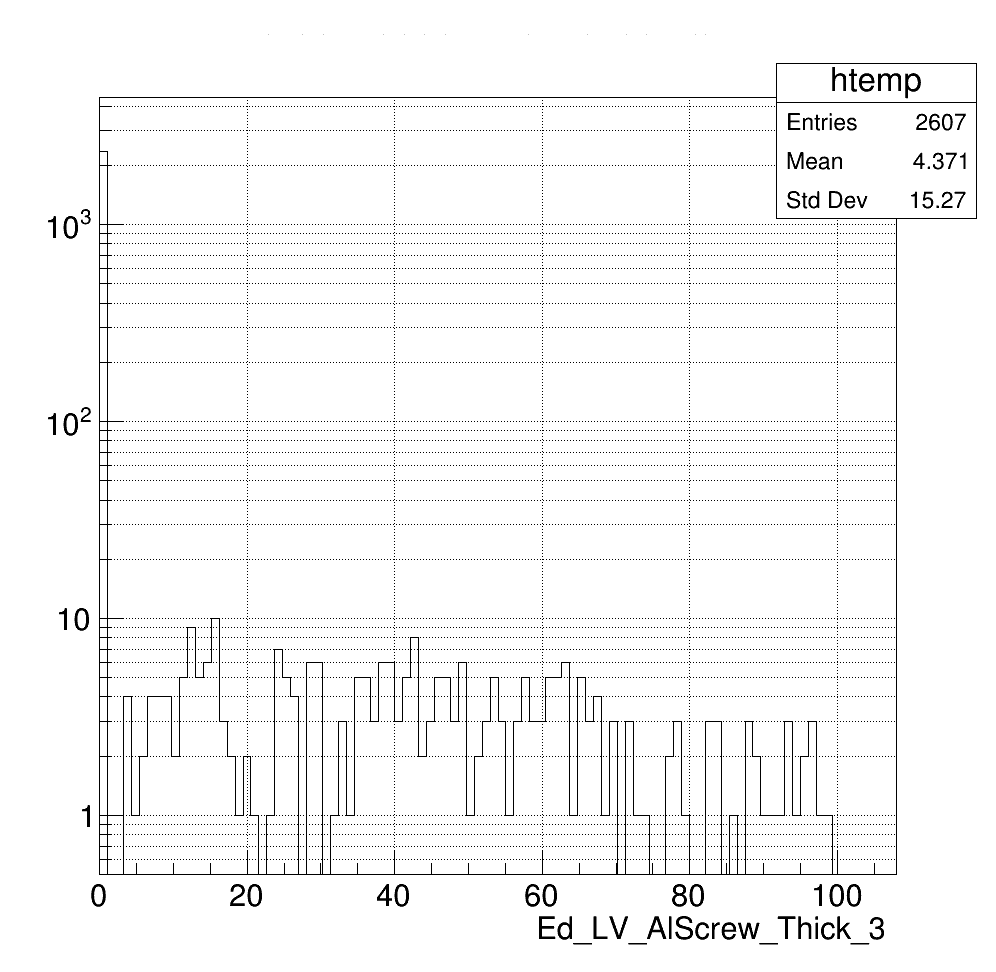 htemp
Entries 2607
Mean 4.371
Std Dev 15.27
10³
10²
10
1
0 20 40 60 80 100
Ed_LV_AlScrew_Thick_3